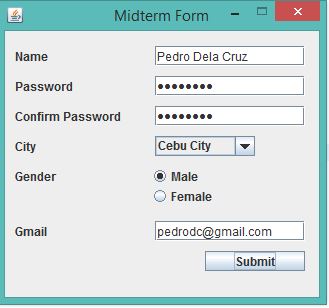 Midterm Form
Name Pedro Dela Cruz
Password ••••••••
Confirm Password ••••••••
City Cebu City
Gender Male
Female
Gmail pedrodc@gmail.com
Submit